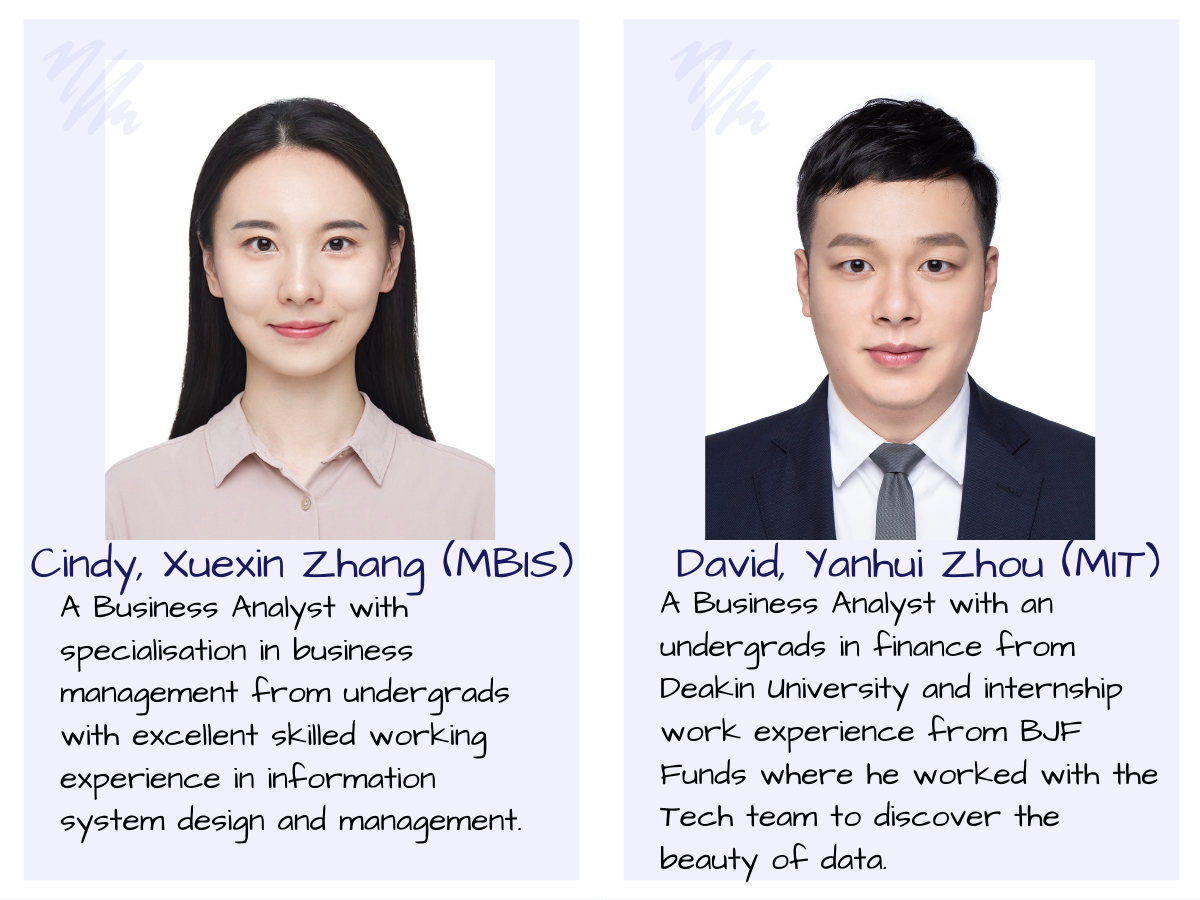 Cindy, Xuexin Zhang (MBIS)
A Business Analyst with
specialisation in business
management from undergrads
with excellent skilled working
experience in information
system design and management.
David, Yanhui Zhou (MIT)
A Business Analyst with an
undergrads in finance from
Deakin University and internship
work experience from BJF
Funds where he worked with the
Tech team to discover the
beauty of data.